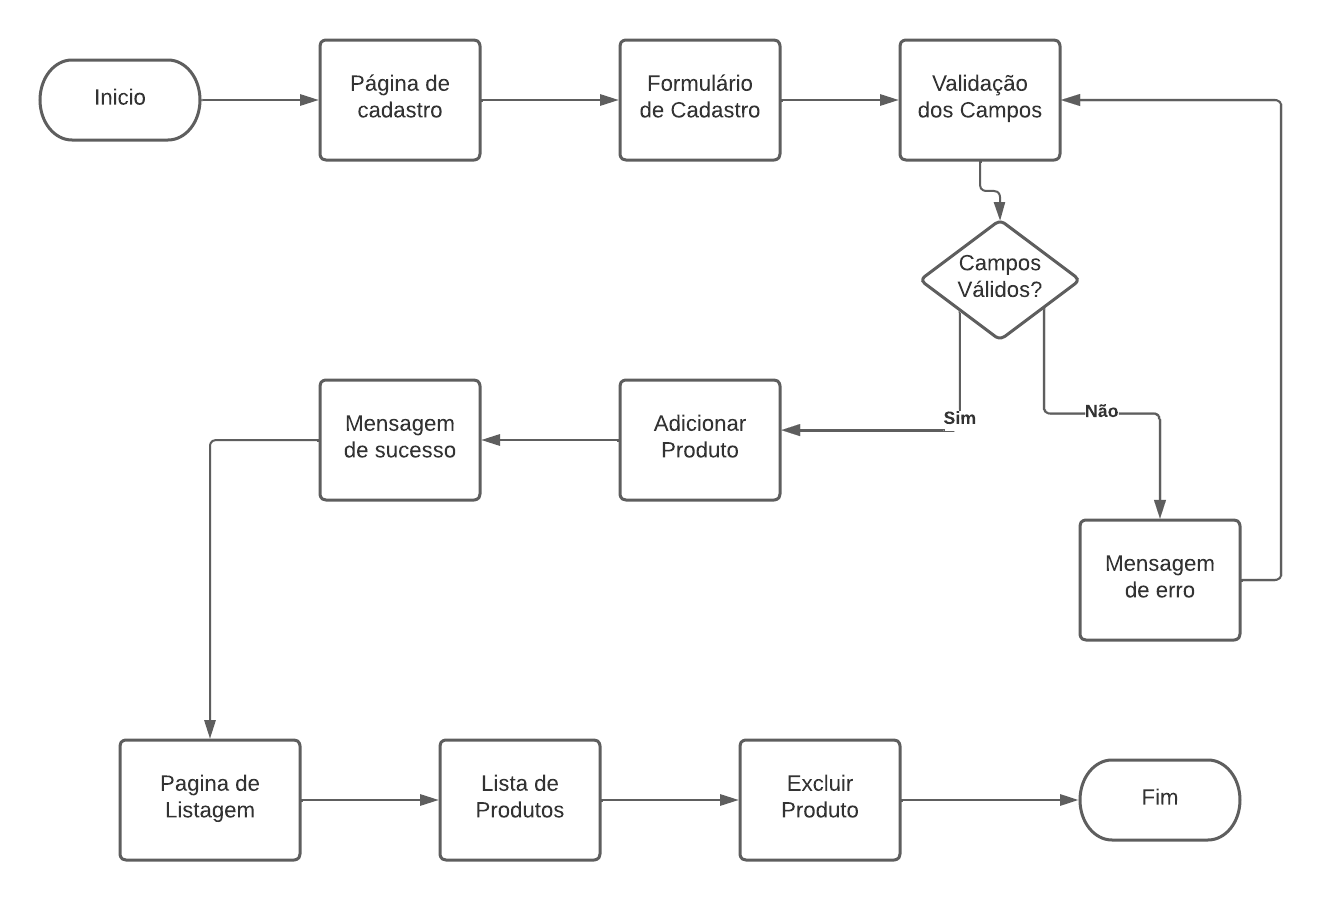 Inicio
Página de
cadastro
Formulário
de Cadastro
Validação
dos Campos
Campos
Válidos?
Sim
Não
Mensagem
de sucesso
Adicionar
Produto
Mensagem
de erro
Pagina de
Listagem
Lista de
Produtos
Excluir
Produto
Fim